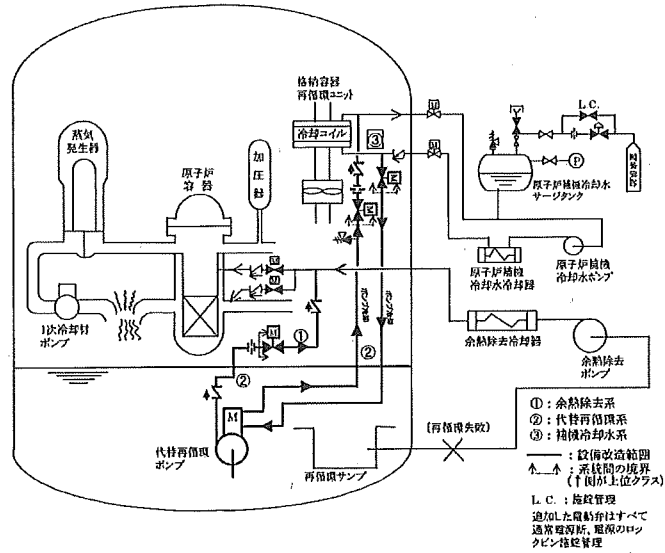 格納容器
再循環ユニット
冷却コイル
③
蒸気
発生器
原子炉
容器
加圧器
M
M
M
M
L.C.
P
原子炉補機冷却水
サージタンク
原子炉補機
冷却水冷却器
原子炉補機
冷却水ポンプ
1次冷却材
ポンプ
M
M
M
①
②
②
余熱除去冷却器
余熱除去
ポンプ
M
代替再循環
ポンプ
再循環サンプ
(再循環失敗)
①:余熱除去系
②:代替再循環系
③:補機冷却水系
:設備改造範囲
:系統間の境界
(↑側が上位クラス)
L.C.:施錠管理
追加した電動弁はすべて
通常電源断、電源のロッ
クピン施錠管理